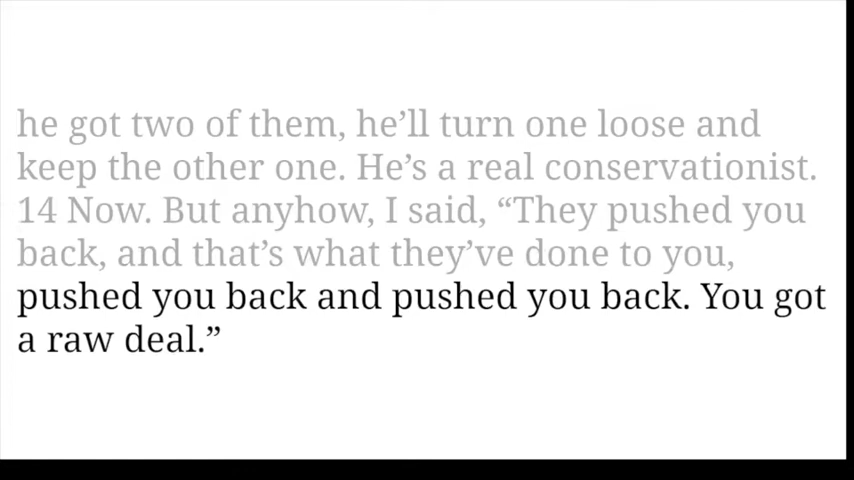 he got two of them, he’ll turn one loose and
keep the other one. He’s a real conservationist.
14 Now. But anyhow, I said, “They pushed you
back, and that’s what they’ve done to you,
pushed you back and pushed you back. You got
a raw deal.”